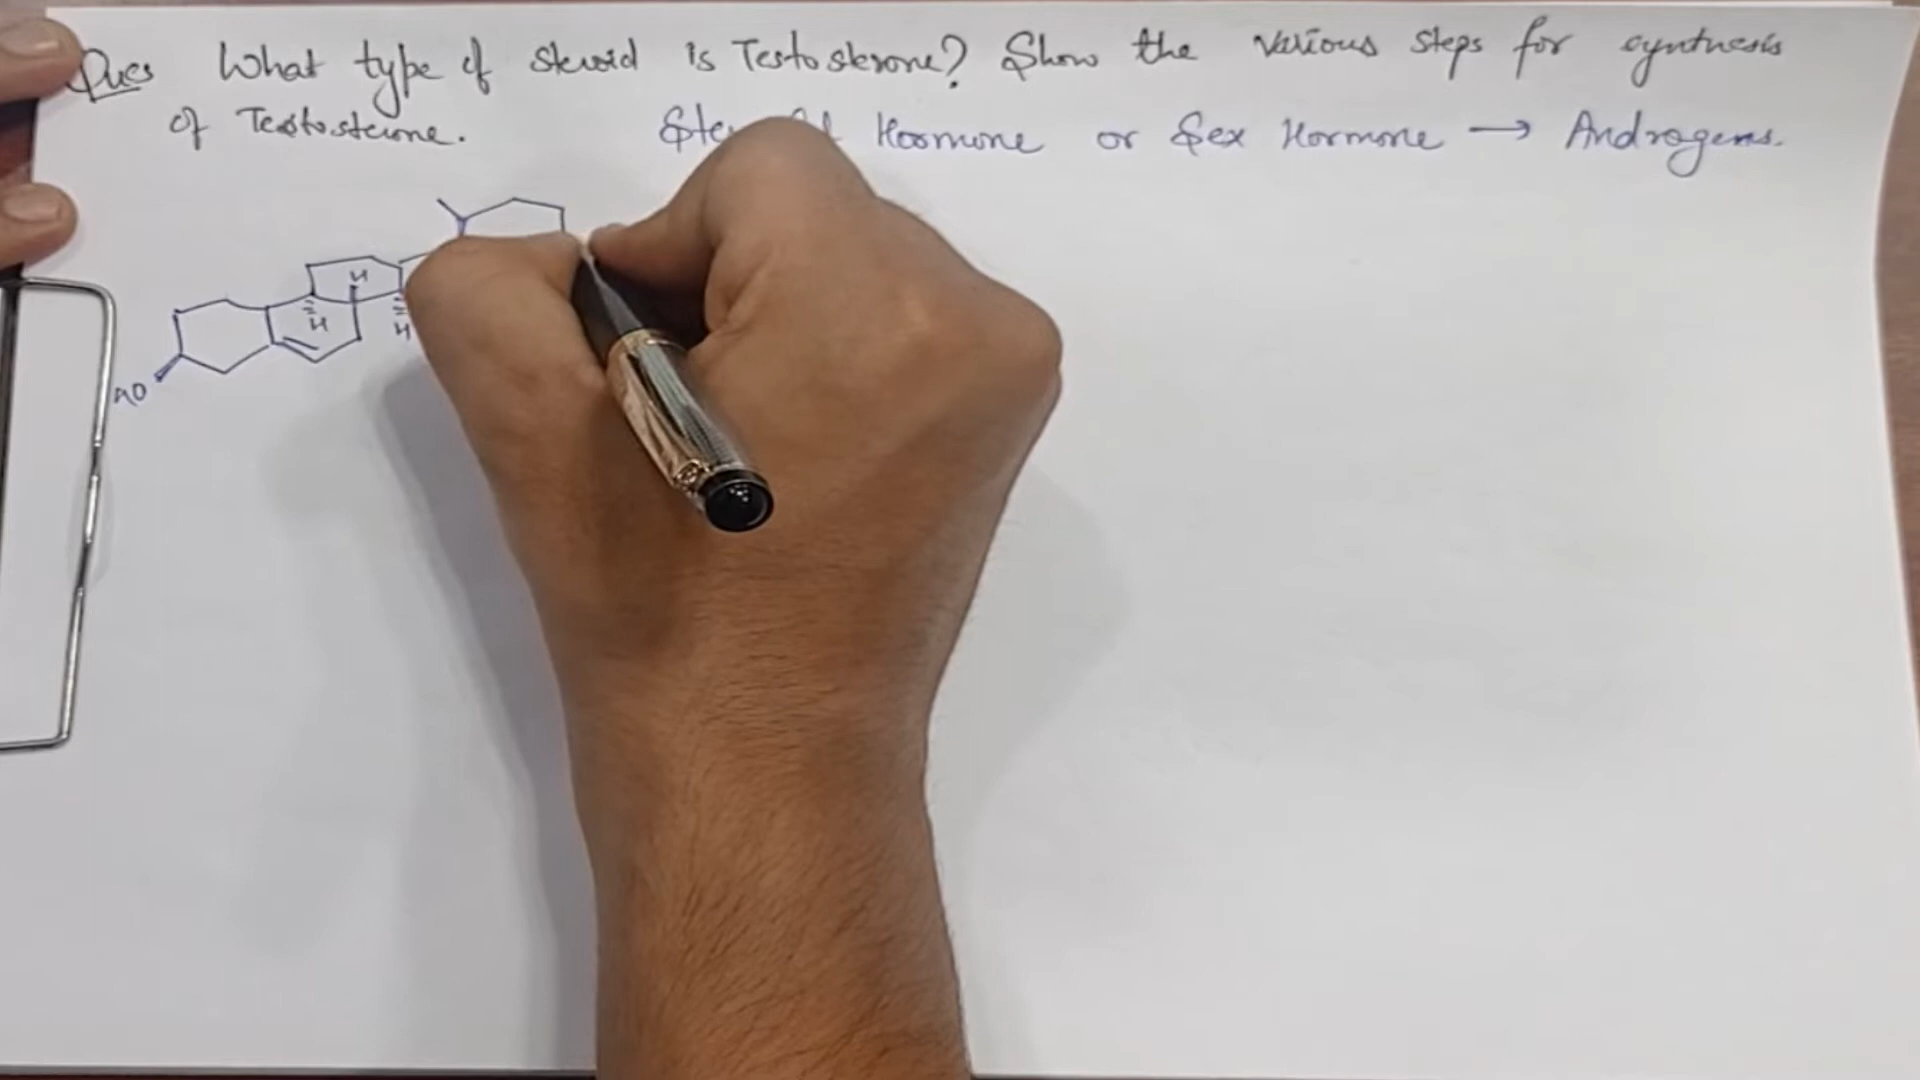 Ques What type of steroid is Testosterone? Show the various steps for synthesis
of Testosterone.
Hormone or Sex Hormone → Androgens.
H
H
H
HO